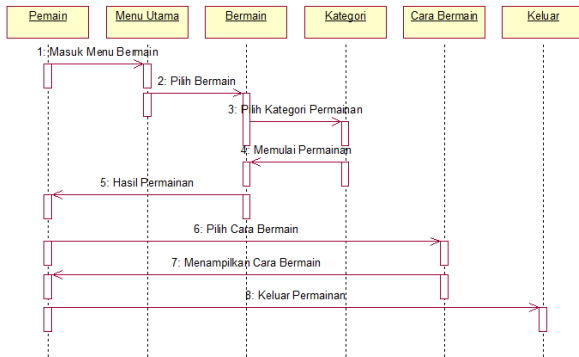 Pemain
Menu Utama
Bermain
Kategori
Cara Bermain
Keluar
1: Masuk Menu Bermain
2: Pilih Bermain
3: Pilih Kategori Permainan
4: Memulai Permainan
5: Hasil Permainan
6: Pilih Cara Bermain
7: Menampilkan Cara Bermain
8: Keluar Permainan